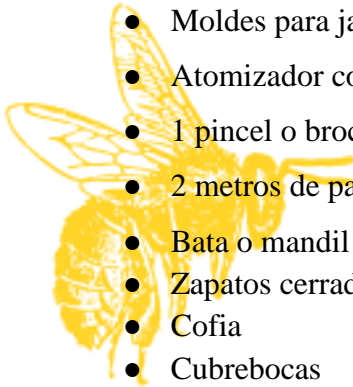 ● Moldes para
● Atomizador
● 1 pincel o
● 2 metros de
● Bata o mandil
● Zapatos
● Cofia
● Cubrebocas